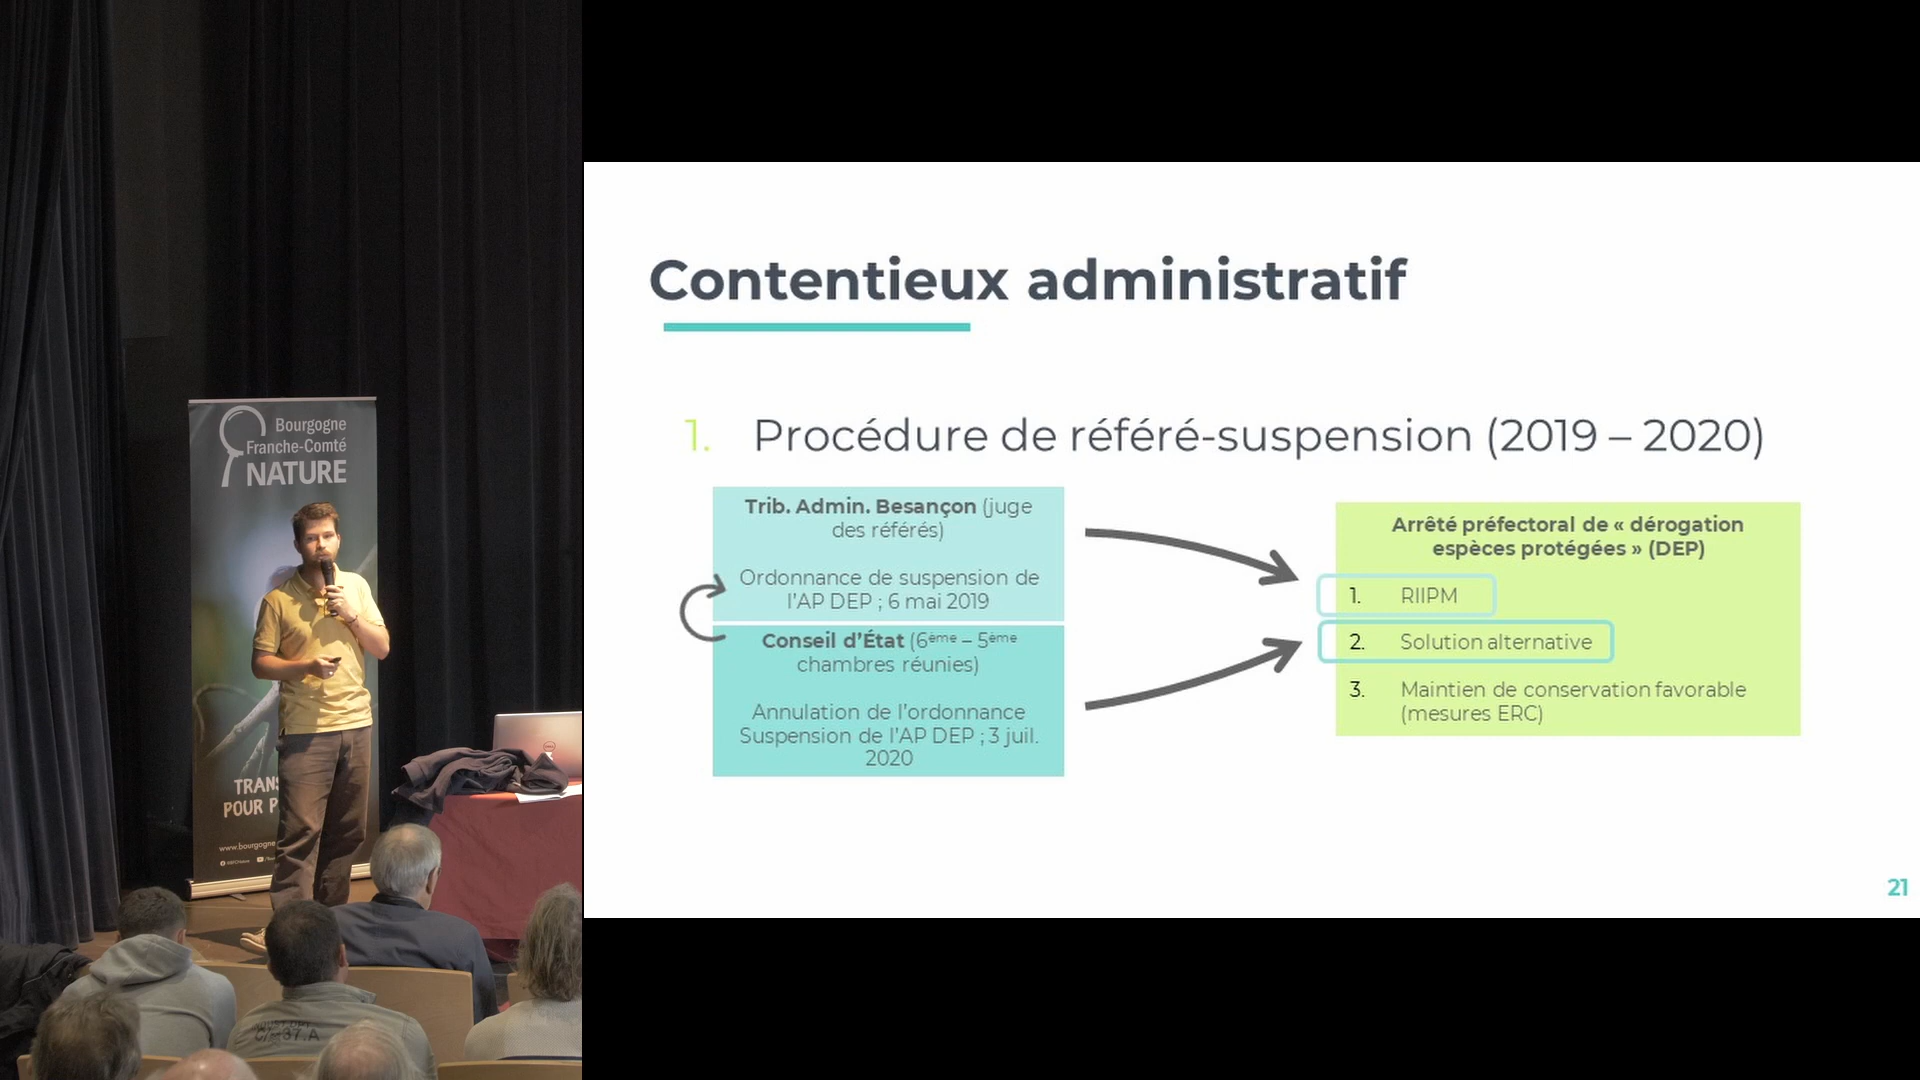 Bourgogne
Franche-Comté
NATURE
TRANS
POUR P
www.bourgogne
Contentieux administratif
1. Procédure de référé-suspension (2019 – 2020)
Trib. Admin. Besançon (juge
des référés)
Ordonnance de suspension de
l’AP DEP ; 6 mai 2019
Conseil d’État (6ème – 5ème
chambres réunies)
Annulation de l’ordonnance
Suspension de l’AP DEP ; 3 juil.
2020
Arrêté préfectoral de « dérogation
espèces protégées » (DEP)
1. RIIPM
2. Solution alternative
3. Maintien de conservation favorable
(mesures ERC)
21